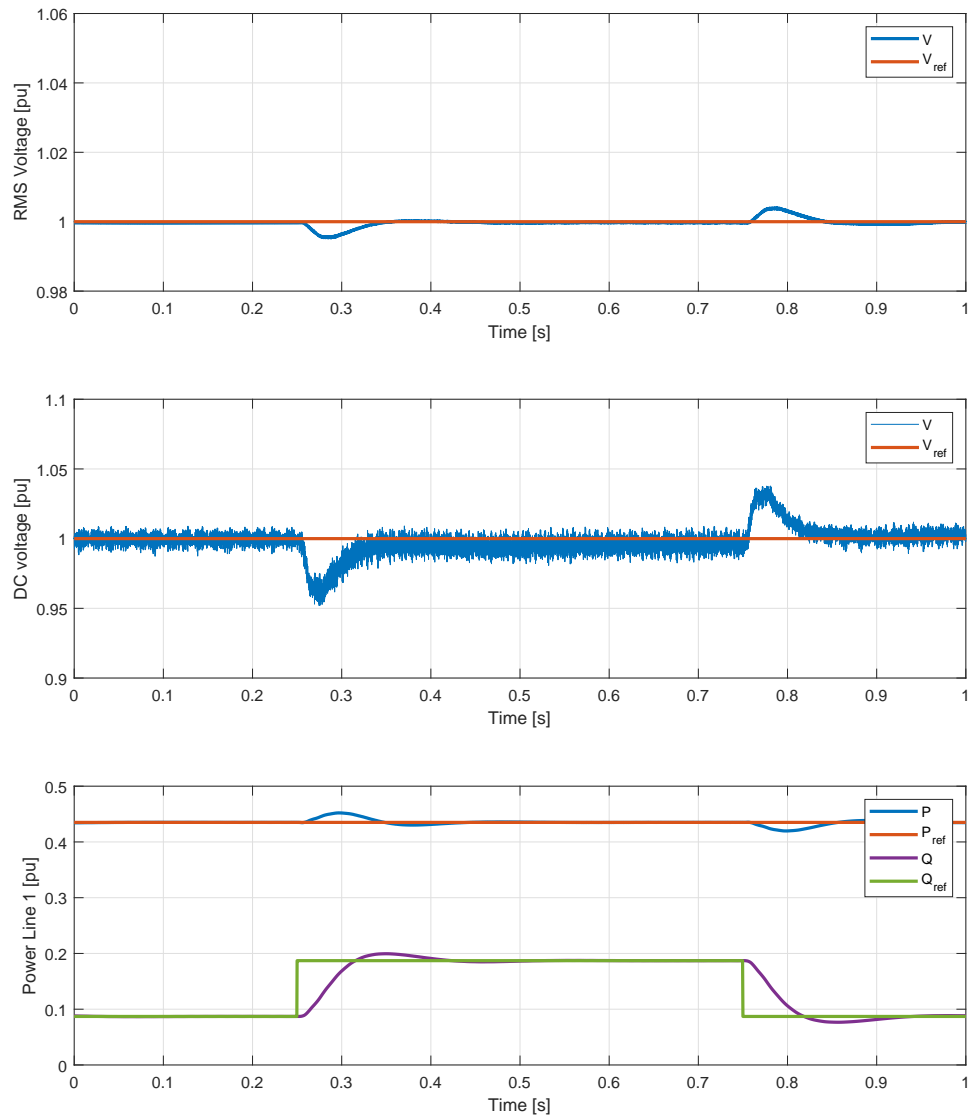 1.06
1.04
1.02
1
0.98
RMS Voltage [pu]
V
V_ref
0 0.1 0.2 0.3 0.4 0.5 0.6 0.7 0.8 0.9 1
Time [s]
1.1
1.05
1
0.95
0.9
DC voltage [pu]
V
V_ref
0 0.1 0.2 0.3 0.4 0.5 0.6 0.7 0.8 0.9 1
Time [s]
0.5
0.4
0.3
0.2
0.1
0
Power Line 1 [pu]
P
P_ref
Q
Q_ref
0 0.1 0.2 0.3 0.4 0.5 0.6 0.7 0.8 0.9 1
Time [s]